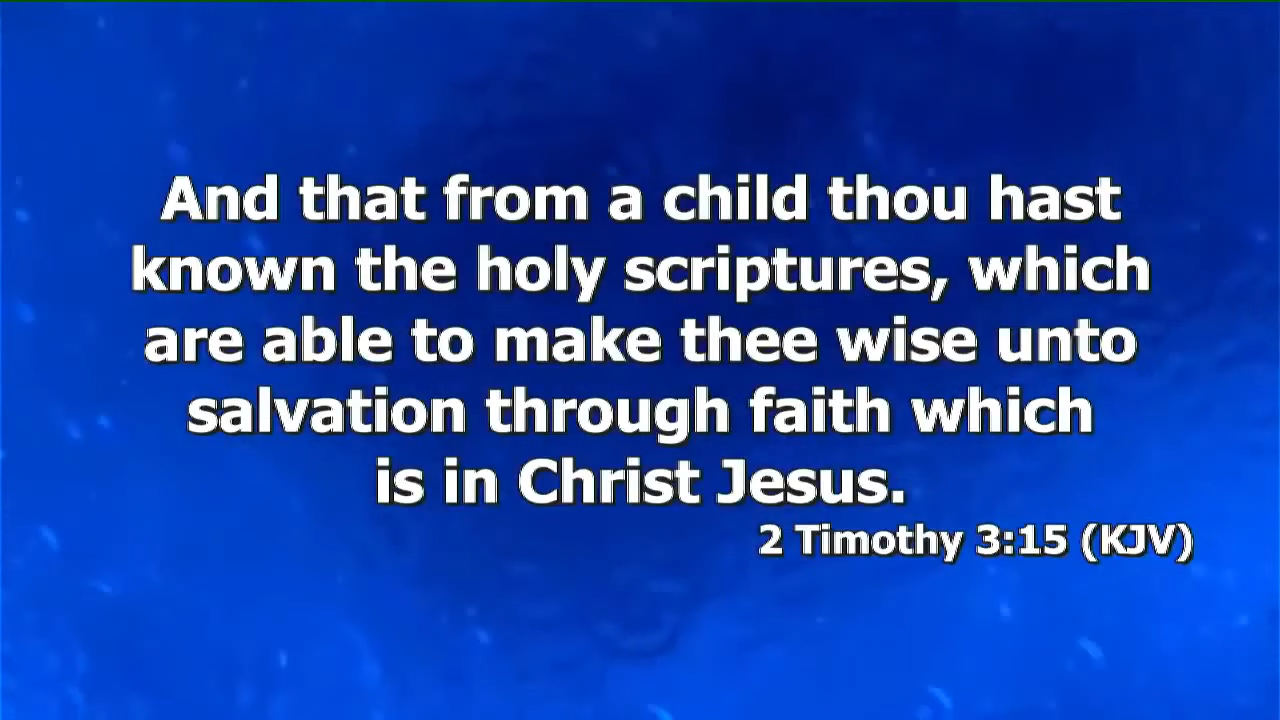 And that from a child thou hast
known the holy scriptures, which
are able to make thee wise unto
salvation through faith which
is in Christ Jesus.
2 Timothy 3:15 (KJV)